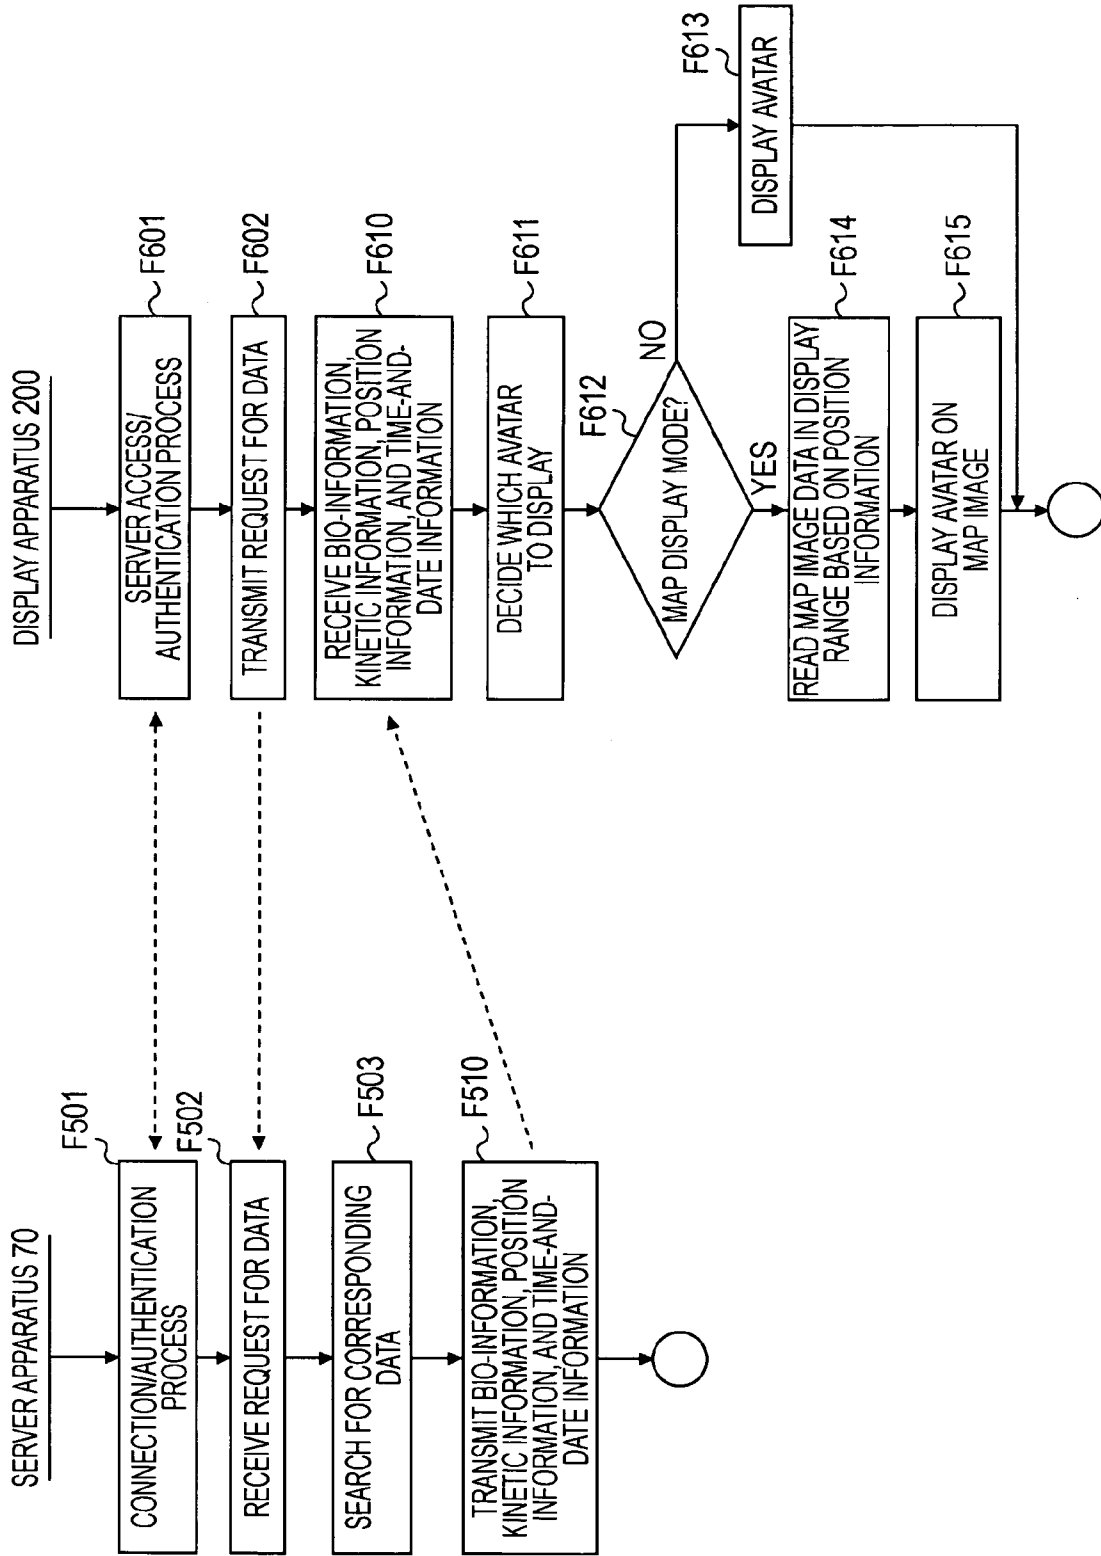 SERVER APPARATUS 70
F501
CONNECTION/AUTHENTICATION
PROCESS
F502
RECEIVE REQUEST FOR DATA
F503
SEARCH FOR CORRESPONDING
DATA
F510
TRANSMIT BIO-INFORMATION,
KINETIC INFORMATION, POSITION
INFORMATION, AND TIME-AND-
DATE INFORMATION
DISPLAY APPARATUS 200
F601
SERVER ACCESS/
AUTHENTICATION PROCESS
F602
TRANSMIT REQUEST FOR DATA
F610
RECEIVE BIO-INFORMATION,
KINETIC INFORMATION, POSITION
INFORMATION, AND TIME-AND-
DATE INFORMATION
F611
DECIDE WHICH AVATAR
TO DISPLAY
F612
MAP DISPLAY MODE?
NO
YES
F613
DISPLAY AVATAR
F614
READ MAP IMAGE DATA IN DISPLAY
RANGE BASED ON POSITION
INFORMATION
F615
DISPLAY AVATAR ON
MAP IMAGE